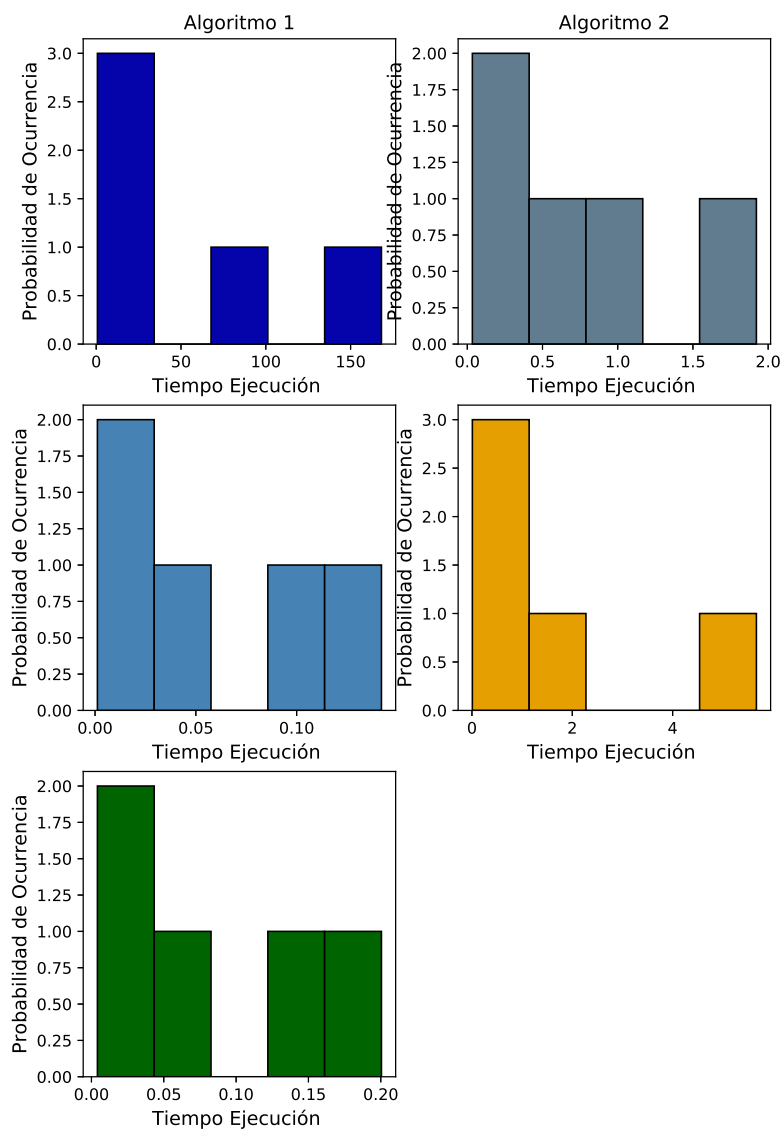 Algoritmo 1
Probabilidad de Ocurrencia
3.0
2.5
2.0
1.5
1.0
0.5
0.0
0 50 100 150
Tiempo Ejecución
Algoritmo 2
Probabilidad de Ocurrencia
2.00
1.75
1.50
1.25
1.00
0.75
0.50
0.25
0.00
0.0 0.5 1.0 1.5 2.0
Tiempo Ejecución
Probabilidad de Ocurrencia
2.00
1.75
1.50
1.25
1.00
0.75
0.50
0.25
0.00
0.00 0.05 0.10
Tiempo Ejecución
Probabilidad de Ocurrencia
3.0
2.5
2.0
1.5
1.0
0.5
0.0
0 2 4
Tiempo Ejecución
Probabilidad de Ocurrencia
2.00
1.75
1.50
1.25
1.00
0.75
0.50
0.25
0.00
0.00 0.05 0.10 0.15 0.20
Tiempo Ejecución